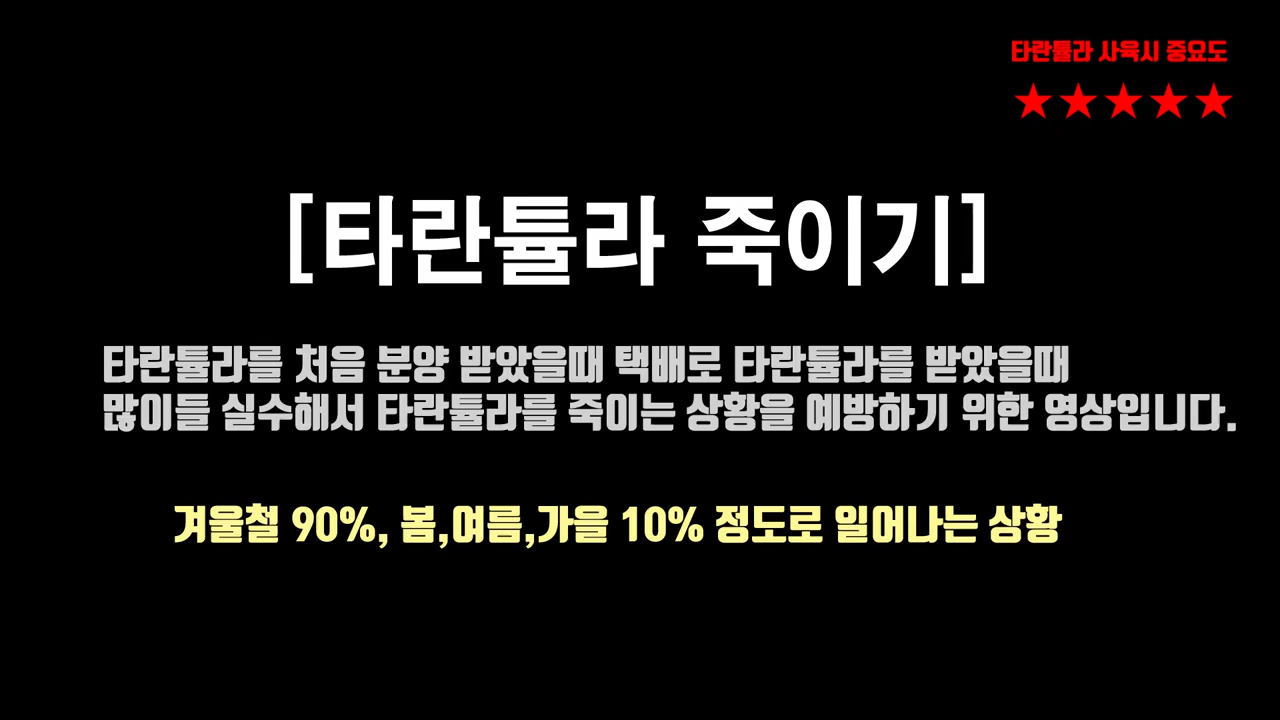 타란튤라 사육시 중요도
★★★★★
[타란튤라 죽이기]
타란튤라를 처음 분양 받았을때 택배로 타란튤라를 받았을때
많이들 실수해서 타란튤라를 죽이는 상황을 예방하기 위한 영상입니다.
겨울철 90%, 봄,여름,가을 10% 정도로 일어나는 상황